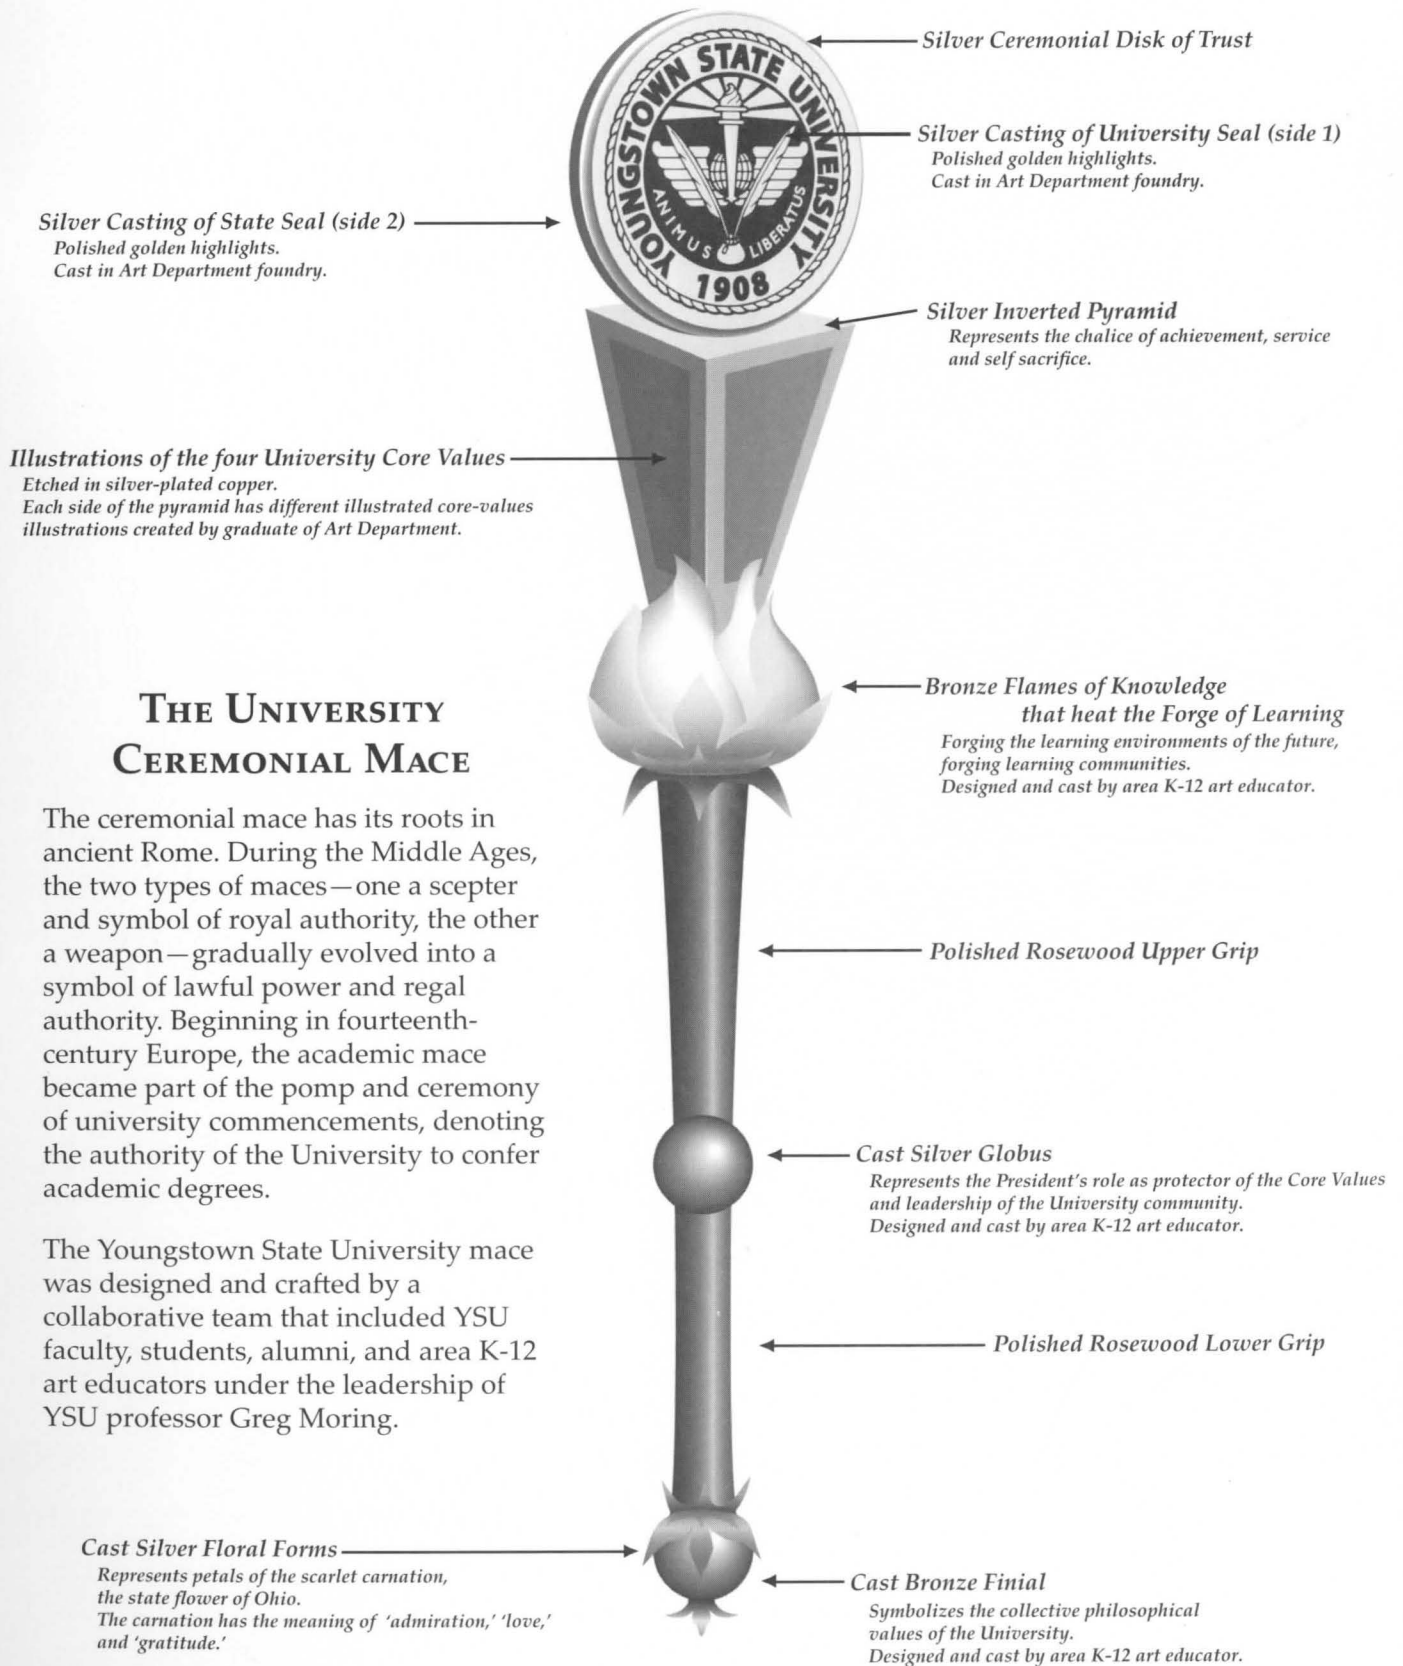 Silver Ceremonial Disk of Trust
YOUNGSTOWN STATE UNIVERSITY
ANIMUS LIBERATUS
1908
Silver Casting of University Seal (side 1)
Polished golden highlights.
Cast in Art Department foundry.
Silver Casting of State Seal (side 2)
Polished golden highlights.
Cast in Art Department foundry.
Silver Inverted Pyramid
Represents the chalice of achievement, service
and self sacrifice.
Illustrations of the four University Core Values
Etched in silver-plated copper.
Each side of the pyramid has different illustrated core-values
illustrations created by graduate of Art Department.
Bronze Flames of Knowledge
that heat the Forge of Learning
Forging the learning environments of the future,
forging learning communities.
Designed and cast by area K-12 art educator.
THE UNIVERSITY
CEREMONIAL MACE
The ceremonial mace has its roots in
ancient Rome. During the Middle Ages,
the two types of maces—one a scepter
and symbol of royal authority, the other
a weapon—gradually evolved into a
symbol of lawful power and regal
authority. Beginning in fourteenth-
century Europe, the academic mace
became part of the pomp and ceremony
of university commencements, denoting
the authority of the University to confer
academic degrees.
The Youngstown State University mace
was designed and crafted by a
collaborative team that included YSU
faculty, students, alumni, and area K-12
art educators under the leadership of
YSU professor Greg Moring.
Polished Rosewood Upper Grip
Cast Silver Globus
Represents the President's role as protector of the Core Values
and leadership of the University community.
Designed and cast by area K-12 art educator.
Polished Rosewood Lower Grip
Cast Silver Floral Forms
Represents petals of the scarlet carnation,
the state flower of Ohio.
The carnation has the meaning of 'admiration,' 'love,'
and 'gratitude.'
Cast Bronze Finial
Symbolizes the collective philosophical
values of the University.
Designed and cast by area K-12 art educator.